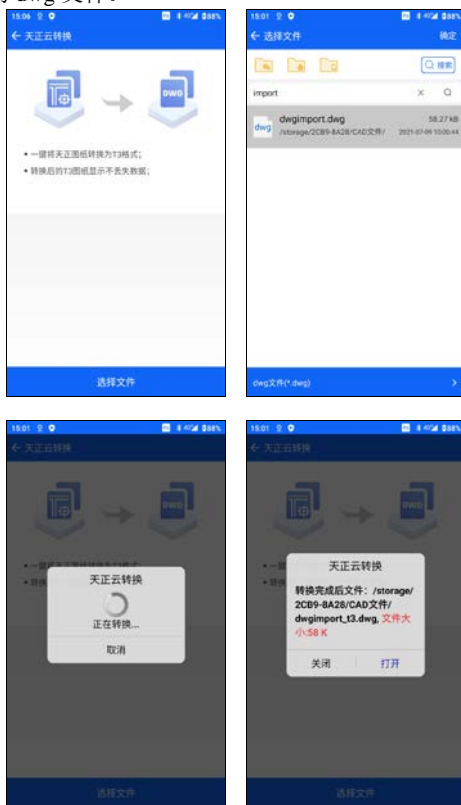 dwg 文件。
15:06
88%
← 天正云转换
DWG
• 一键将天正图纸转换为T3格式;
• 转换后的T3图纸显示不丢失数据;
选择文件
15:01
88%
← 选择文件
确定
搜索
import
dwg
dwgimport.dwg
58.27 kB
/storage/2CB9-8A28/CAD文件/
2021-07-09 10:00:44
dwg文件(*.dwg)
15:01
88%
← 天正云转换
天正云转换
正在转换...
取消
选择文件
15:01
88%
← 天正云转换
天正云转换
转换完成后文件：/storage/
2CB9-8A28/CAD文件/
dwgimport_t3.dwg, 文件大
小:58 K
关闭
打开
选择文件